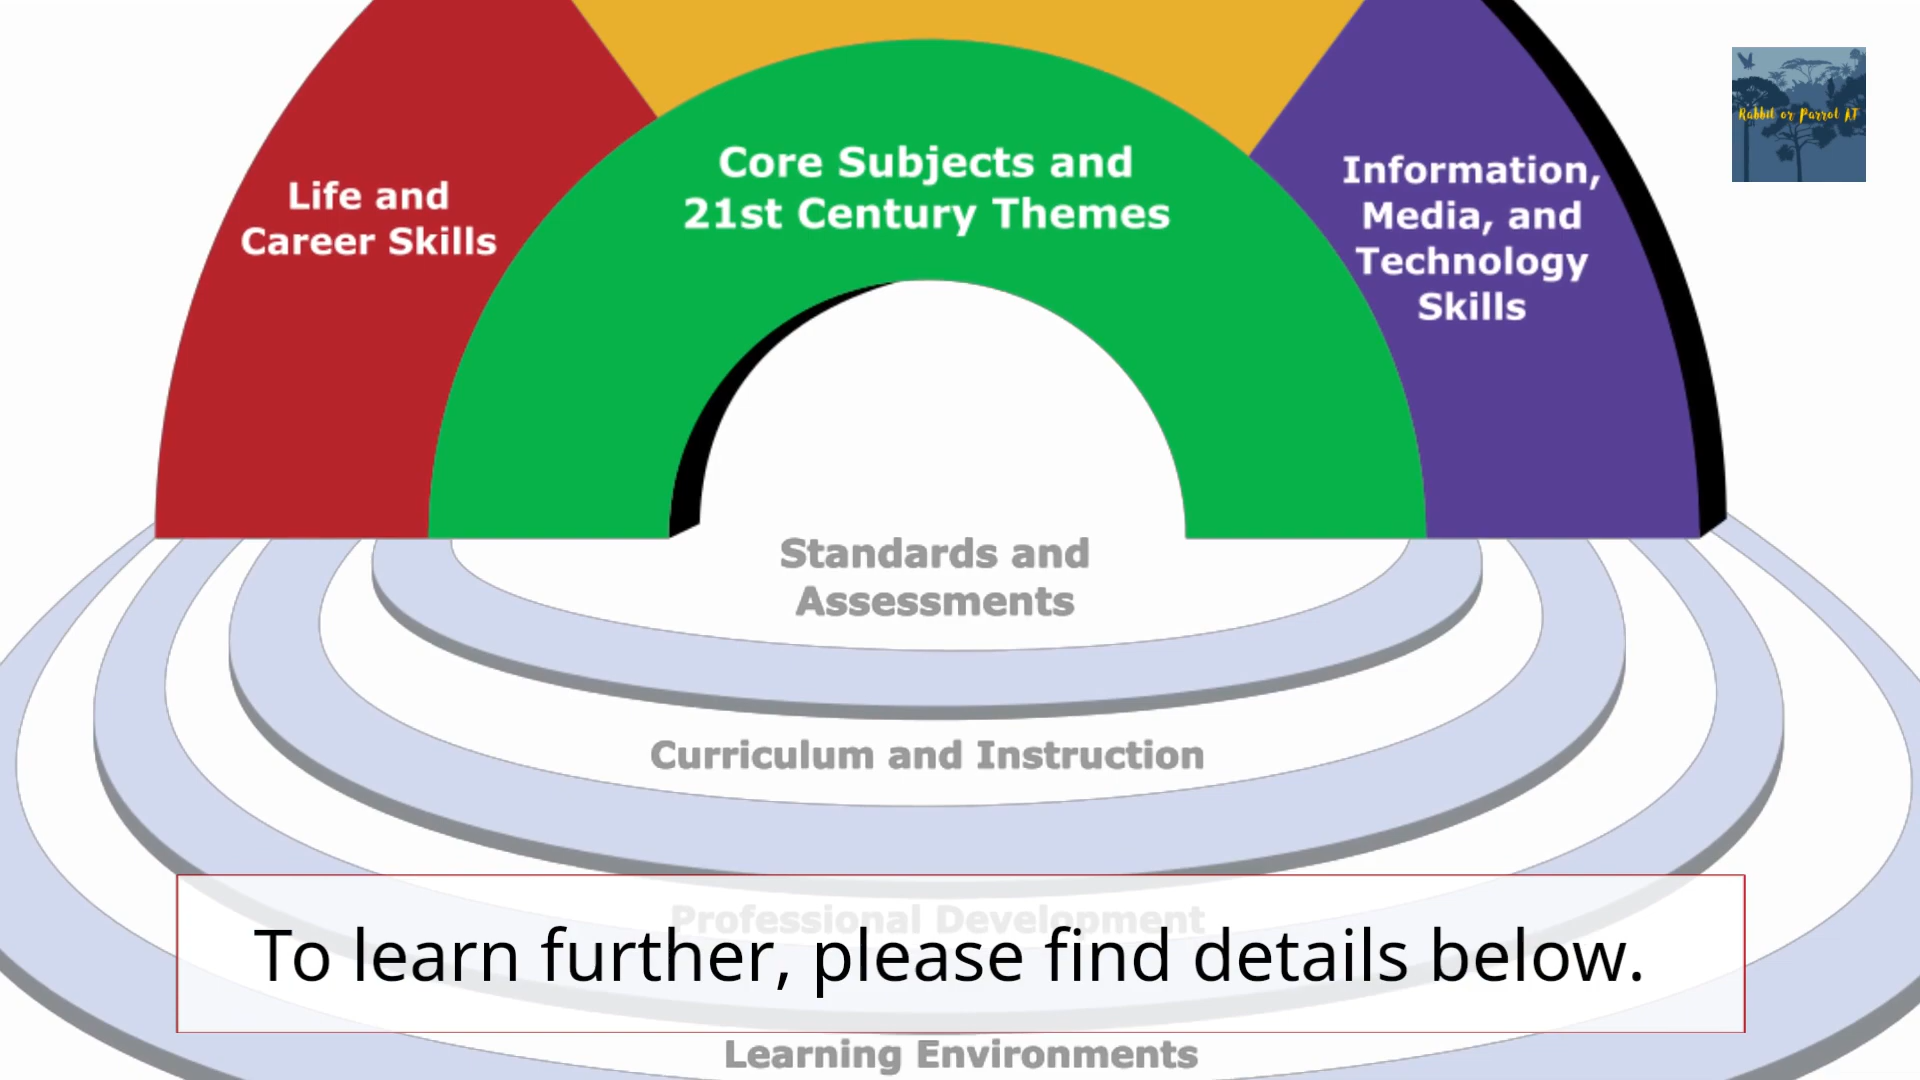 Life and
Career Skills
Core Subjects and
21st Century Themes
Information,
Media, and
Technology
Skills
Rabbit or Parrot AF
Standards and
Assessments
Curriculum and Instruction
Professional Development
To learn further, please find details below.
Learning Environments